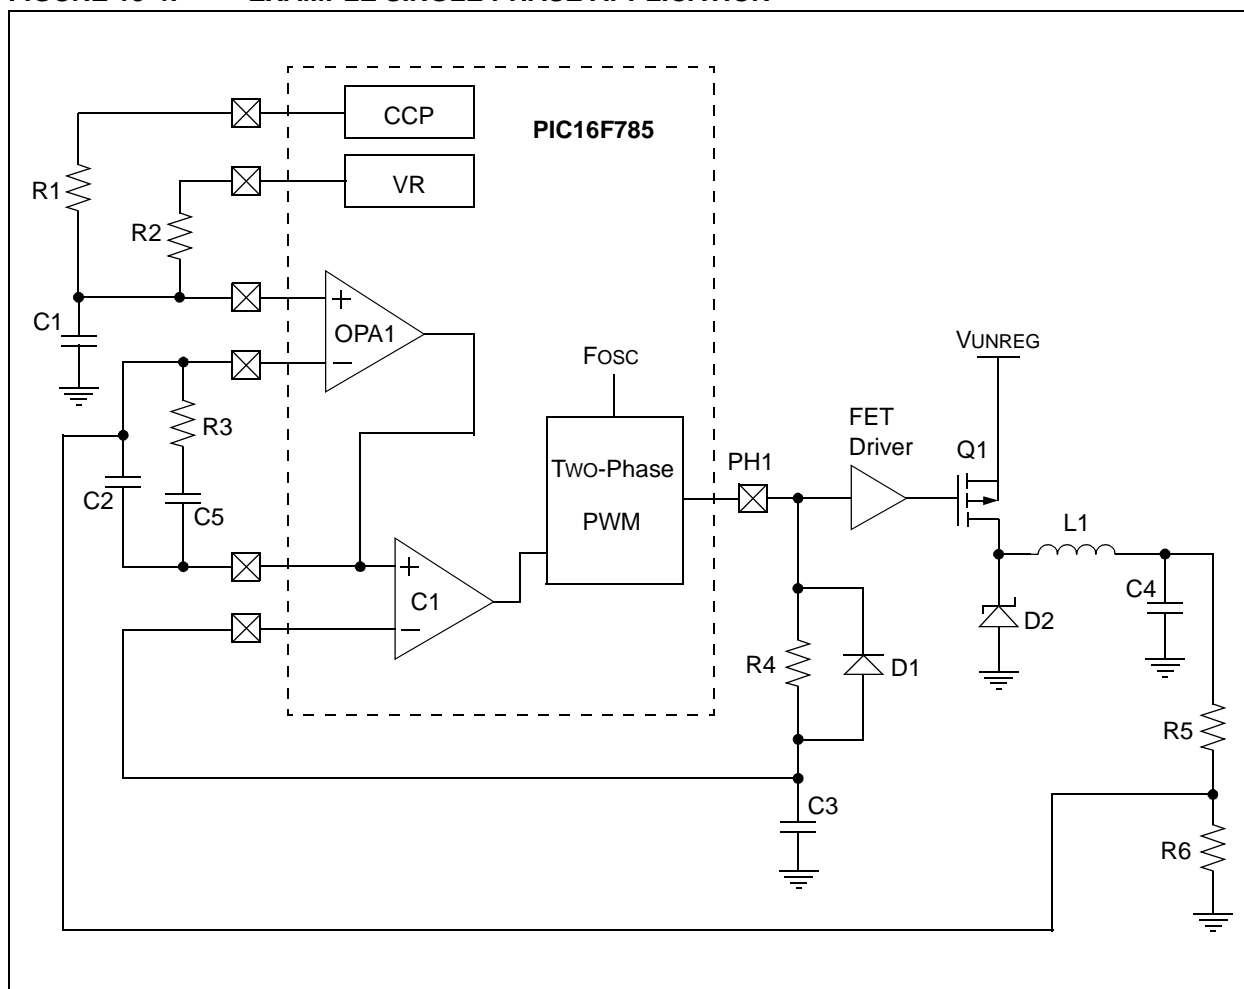 CCP
PIC16F785
VR
R1
R2
+
OPA1
−
C1
R3
C2
C5
FOSC
VUNREG
FET
Driver
Q1
TWO-Phase
PWM
PH1
L1
+
C1
−
C4
D2
R4
D1
R5
C3
R6